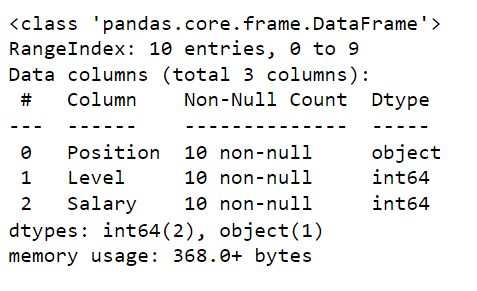 <class 'pandas.core.frame.DataFrame'>
RangeIndex: 10 entries, 0 to 9
Data columns (total 3 columns):
 #   Column    Non-Null Count  Dtype
---  ------    --------------  -----
 0   Position  10 non-null     object
 1   Level     10 non-null     int64
 2   Salary    10 non-null     int64
dtypes: int64(2), object(1)
memory usage: 368.0+ bytes